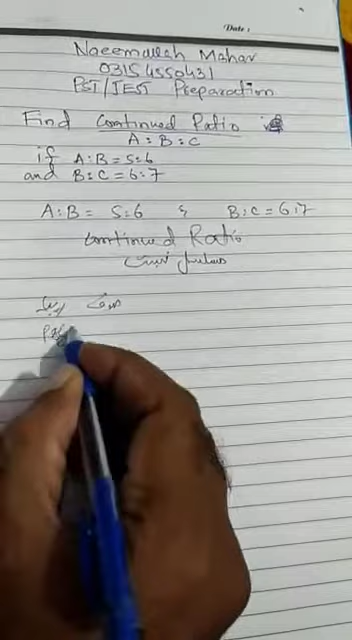 Date:
Naeemullah Mahar
03154550431
PST/JEST Preparation
Find Continued Ratio
A:B:C
if A:B=5:6
and B:C=6:7
A:B= 5:6 & B:C=6:7
Continued Ratio
مسلسل نسبت